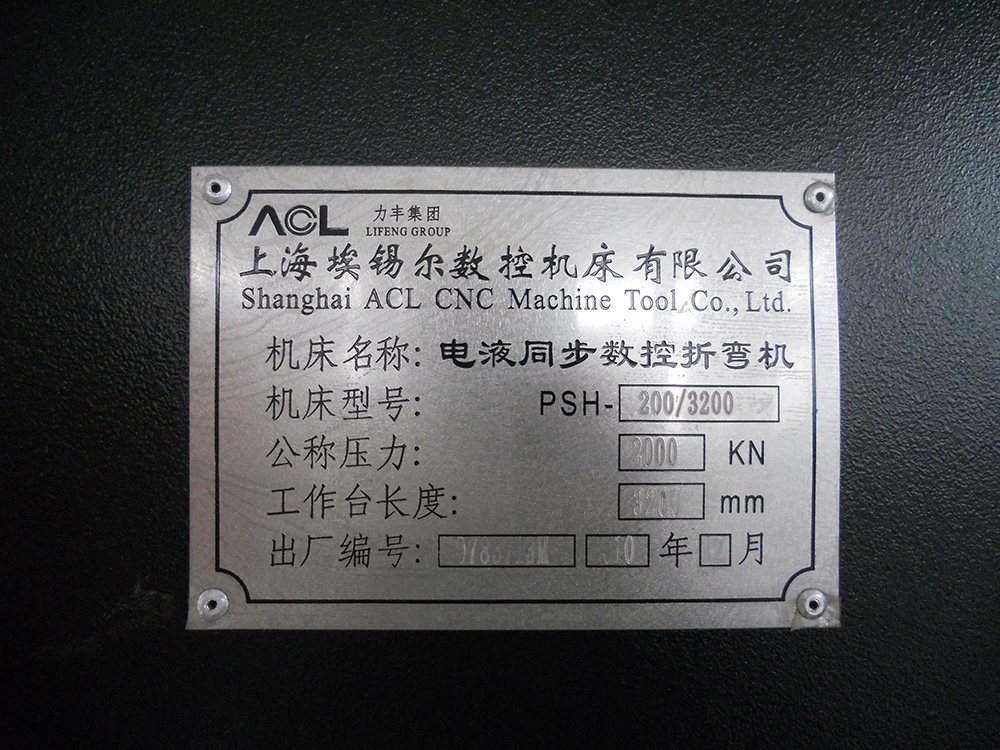 ACL 力丰集团
LIFENG GROUP
上海埃锡尔数控机床有限公司
Shanghai ACL CNC Machine Tool Co., Ltd.
机床名称: 电液同步数控折弯机
机床型号: PSH-200/3200
公称压力: 2000 KN
工作台长度: 3200 mm
出厂编号: 年 月